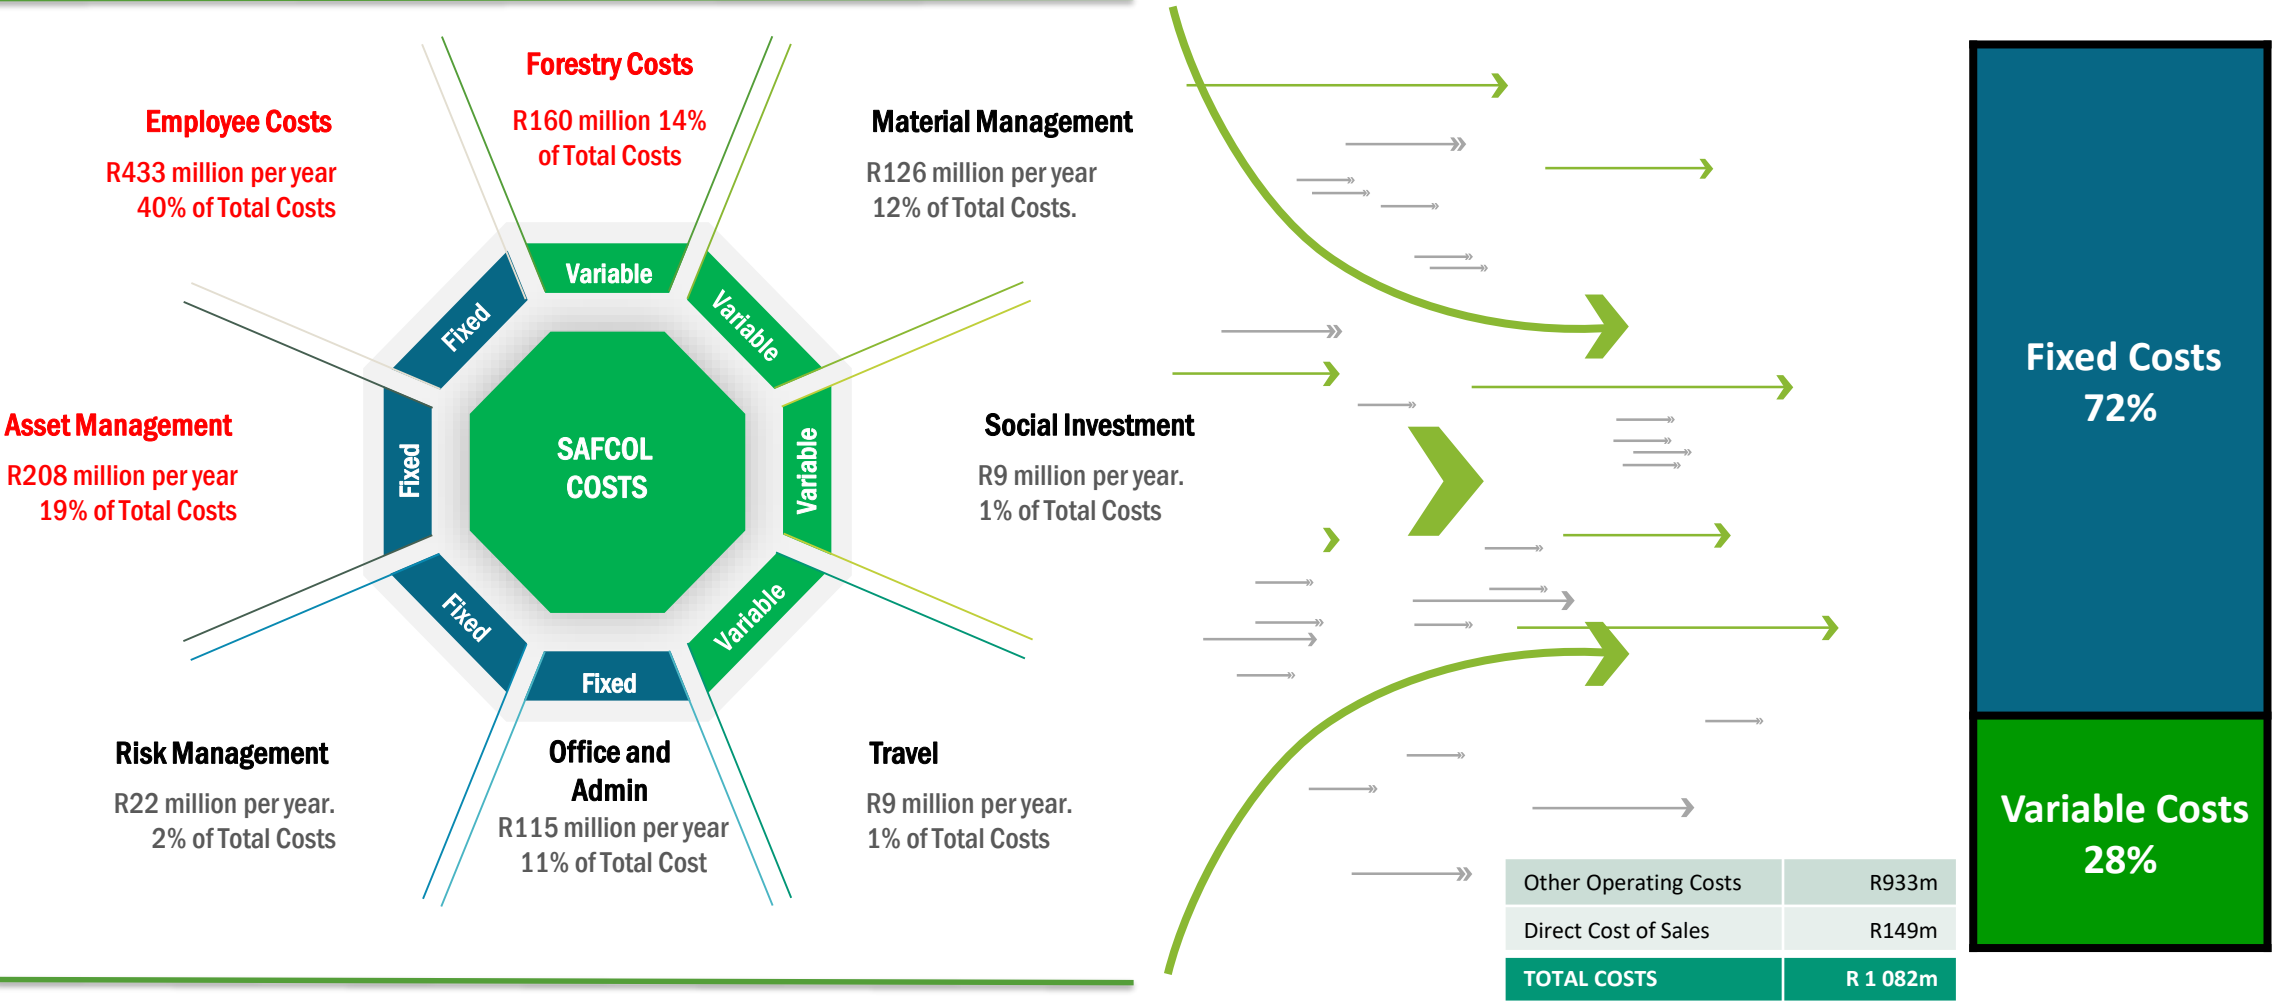 Forestry Costs
R160 million 14%
of Total Costs
Employee Costs
R433 million per year
40% of Total Costs
Material Management
R126 million per year
12% of Total Costs.
Variable
Variable
Fixed
Asset Management
R208 million per year
19% of Total Costs
Fixed
SAFCOL
COSTS
Variable
Social Investment
R9 million per year.
1% of Total Costs
Fixed
Variable
Fixed
Risk Management
R22 million per year.
2% of Total Costs
Office and
Admin
R115 million per year
11% of Total Cost
Travel
R9 million per year.
1% of Total Costs
Fixed Costs
72%
Variable Costs
28%
Other Operating Costs R933m
Direct Cost of Sales R149m
TOTAL COSTS R 1 082m